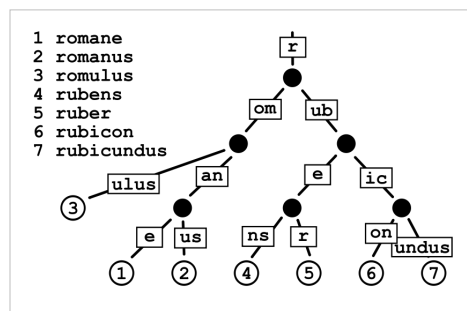 1 romane
2 romanus
3 romulus
4 rubens
5 ruber
6 rubicon
7 rubicundus
r
om
ub
ulus
an
e
ic
3
e
us
ns
r
on
undus
1
2
4
5
6
7